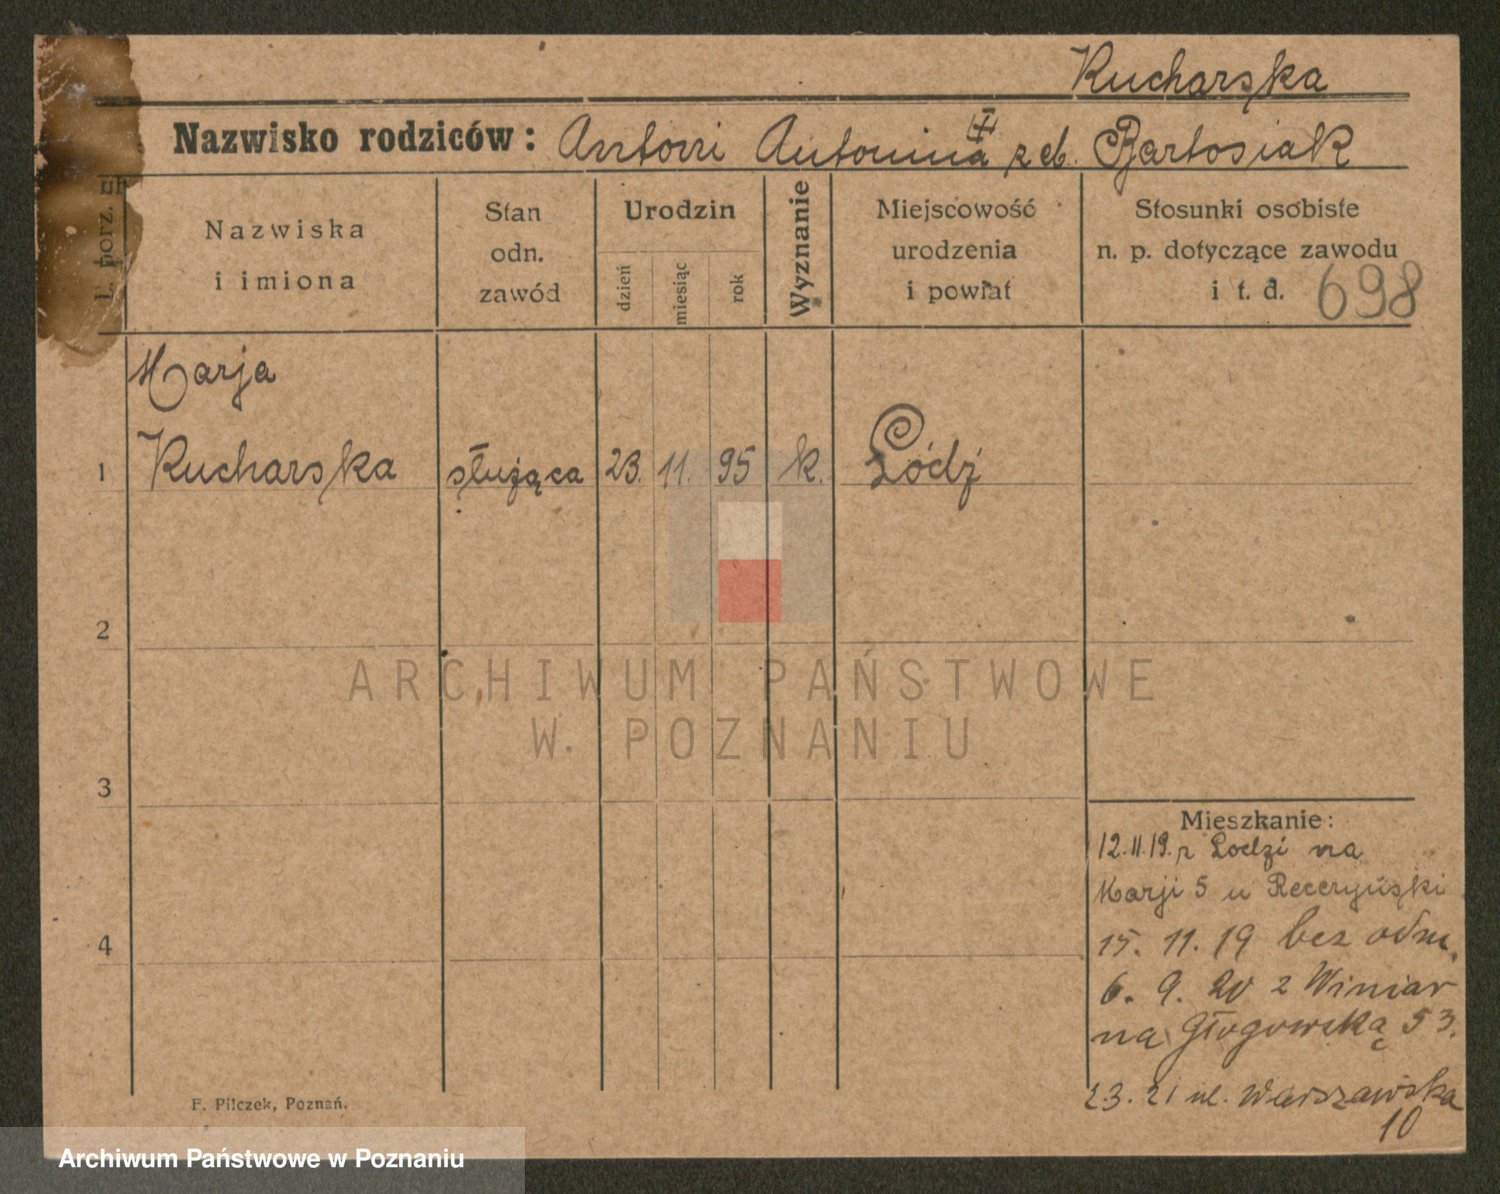 Kucharska
Nazwisko rodziców: Antoni Antonina z d. Bartosiak
L. porz.
Nazwiska
i imiona
Stan
odn.
zawód
Urodzin
dzień
miesiąc
rok
Wyznanie
Miejscowość
urodzenia
i powiat
Stosunki osobiste
n. p. dotyczące zawodu
i t. d.
698
Marja
1 Kucharska służąca 23. 11. 95 k. Łódź
2
ARCHIWUM PAŃSTWOWE
W POZNANIU
3
Mieszkanie:
12.11.19. z Łodzi na
Marji 5 u
4
15. 11. 19 bez odm.
6. 9. 20 z Winiar
na Głogowską 53.
23. 21 ul. Warszawska
10
F. Pilczek, Poznań.
Archiwum Państwowe w Poznaniu